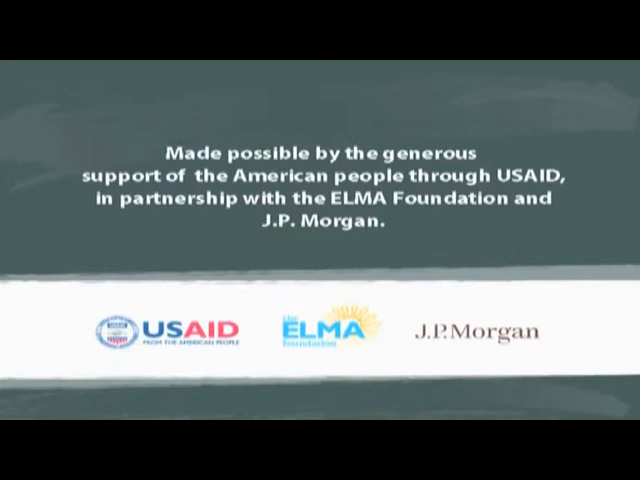 Made possible by the generous
support of the American people through USAID,
in partnership with the ELMA Foundation and
J.P. Morgan.
USAID
FROM THE AMERICAN PEOPLE
the
ELMA
foundation
J.P.Morgan